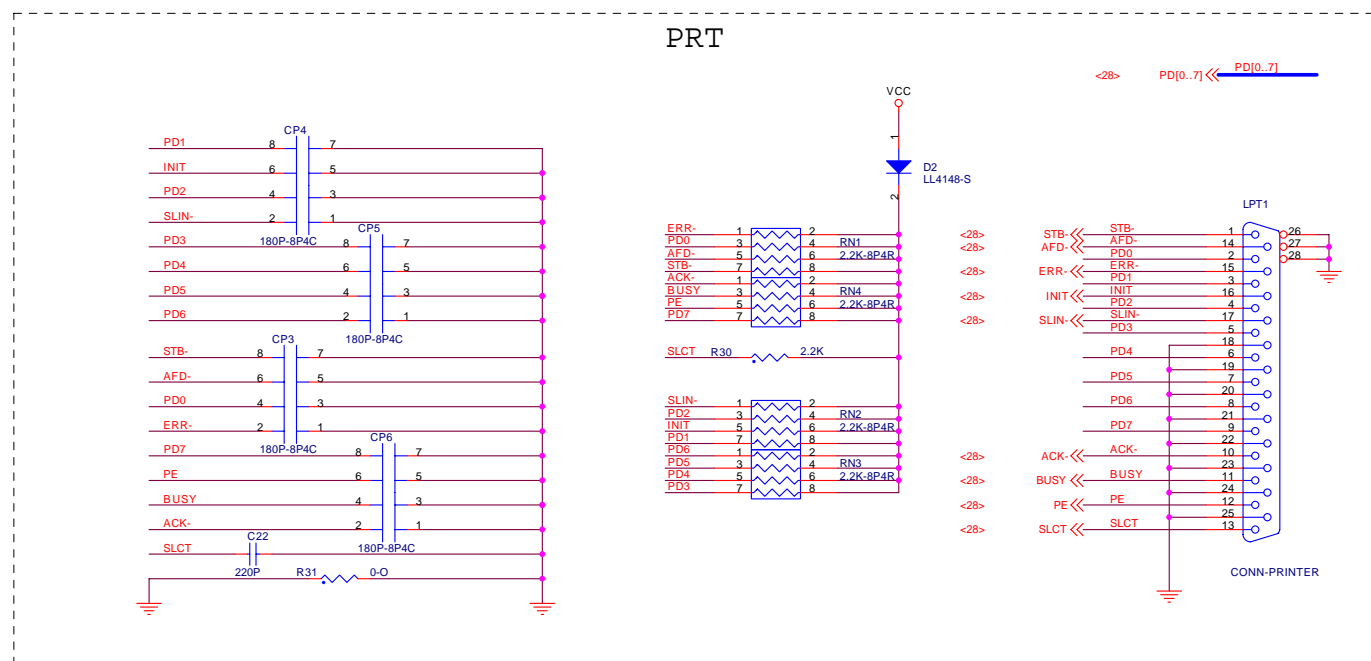 PRT
<28> PD[0..7] PD[0..7]
VCC
1
D2
LL4148-S
2
CP4
PD1 8 7
INIT 6 5
PD2 4 3
SLIN- 2 1
180P-8P4C
CP5
PD3 8 7
PD4 6 5
PD5 4 3
PD6 2 1
180P-8P4C
CP3
STB- 8 7
AFD- 6 5
PD0 4 3
ERR- 2 1
180P-8P4C
CP6
PD7 8 7
PE 6 5
BUSY 4 3
ACK- 2 1
180P-8P4C
C22
SLCT
220P
R31 0-O
ERR- 1 2
PD0 3 4 RN1
AFD- 5 6 2.2K-8P4R
STB- 7 8
ACK- 1 2
BUSY 3 4 RN4
PE 5 6 2.2K-8P4R
PD7 7 8
SLCT R30 2.2K
SLIN- 1 2
PD2 3 4 RN2
INIT 5 6 2.2K-8P4R
PD1 7 8
PD6 1 2
PD5 3 4 RN3
PD4 5 6 2.2K-8P4R
PD3 7 8
LPT1
<28> STB- STB- 1 26
<28> AFD- AFD- 14 27
PD0 2 28
<28> ERR- ERR- 15
PD1 3
<28> INIT INIT 16
PD2 4
<28> SLIN- SLIN- 17
PD3 5
18
PD4 6
19
PD5 7
20
PD6 8
21
PD7 9
22
<28> ACK- ACK- 10
23
<28> BUSY BUSY 11
24
<28> PE PE 12
25
<28> SLCT SLCT 13
CONN-PRINTER